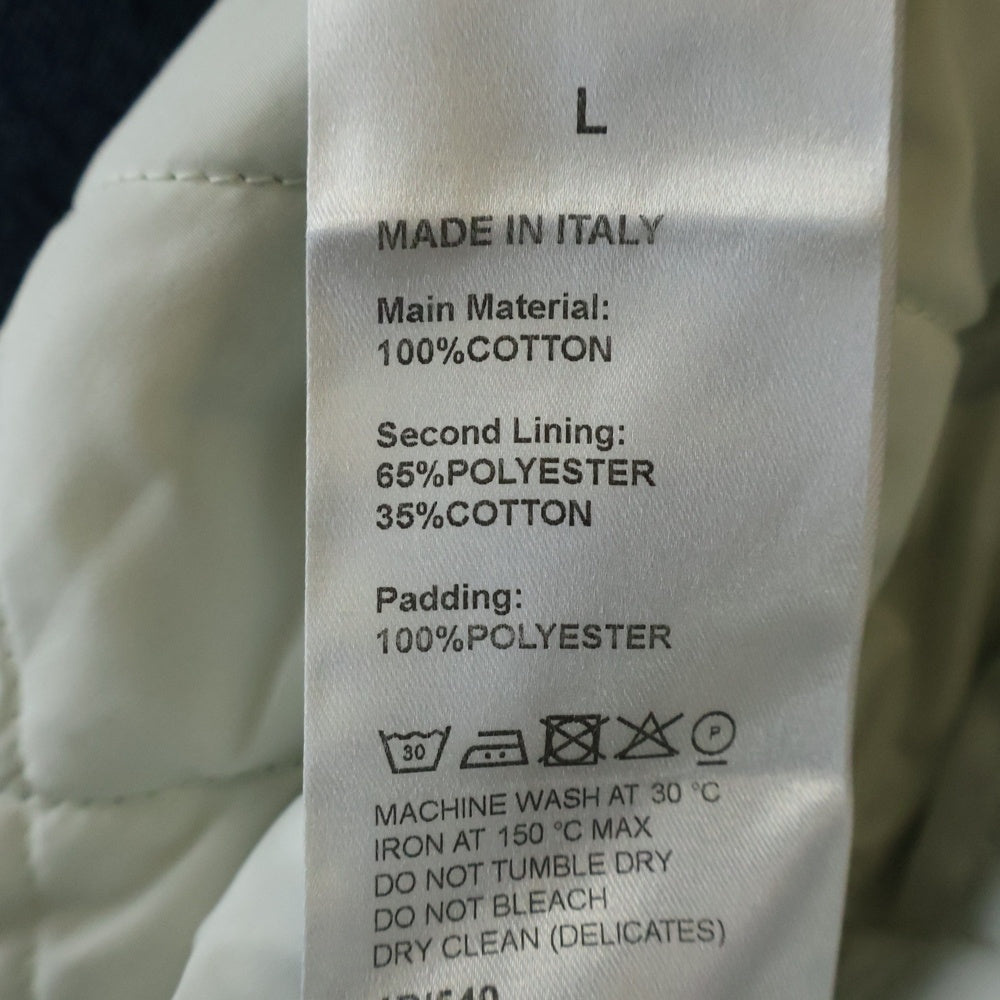 L
MADE IN ITALY
Main Material:
100%COTTON
Second Lining:
65%POLYESTER
35%COTTON
Padding:
100%POLYESTER
30 P
MACHINE WASH AT 30 °C
IRON AT 150 °C MAX
DO NOT TUMBLE DRY
DO NOT BLEACH
DRY CLEAN (DELICATES)